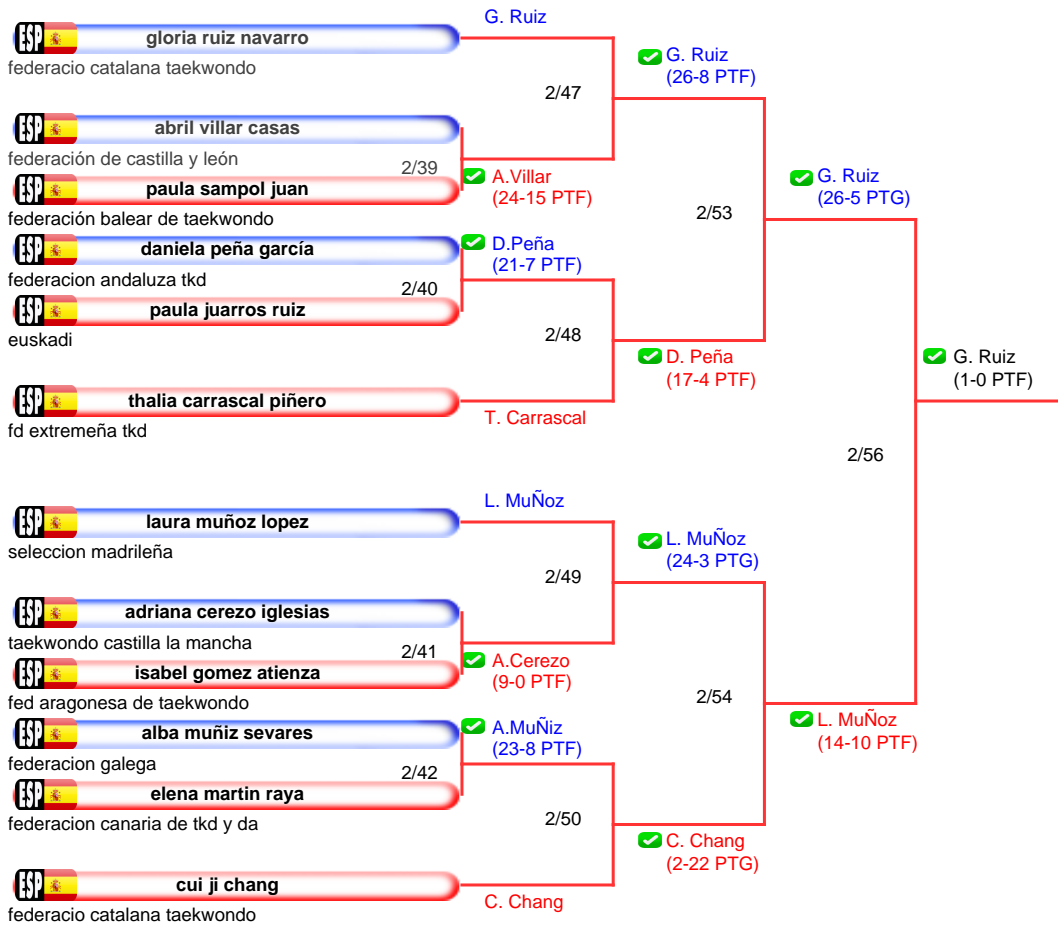 G. Ruiz
ESP gloria ruiz navarro
federacio catalana taekwondo
G. Ruiz
(26-8 PTF)
2/47
ESP abril villar casas
federación de castilla y león
2/39
A.Villar
(24-15 PTF)
ESP paula sampol juan
federación balear de taekwondo
G. Ruiz
(26-5 PTG)
2/53
ESP daniela peña garcía
federacion andaluza tkd
D.Peña
(21-7 PTF)
2/40
ESP paula juarros ruiz
euskadi
2/48
D. Peña
(17-4 PTF)
G. Ruiz
(1-0 PTF)
ESP thalia carrascal piñero
fd extremeña tkd
T. Carrascal
2/56
L. MuÑoz
ESP laura muñoz lopez
seleccion madrileña
L. MuÑoz
(24-3 PTG)
2/49
ESP adriana cerezo iglesias
taekwondo castilla la mancha
2/41
A.Cerezo
(9-0 PTF)
ESP isabel gomez atienza
fed aragonesa de taekwondo
2/54
L. MuÑoz
(14-10 PTF)
ESP alba muñiz sevares
federacion galega
A.MuÑiz
(23-8 PTF)
2/42
ESP elena martin raya
federacion canaria de tkd y da
2/50
C. Chang
(2-22 PTG)
ESP cui ji chang
federacio catalana taekwondo
C. Chang